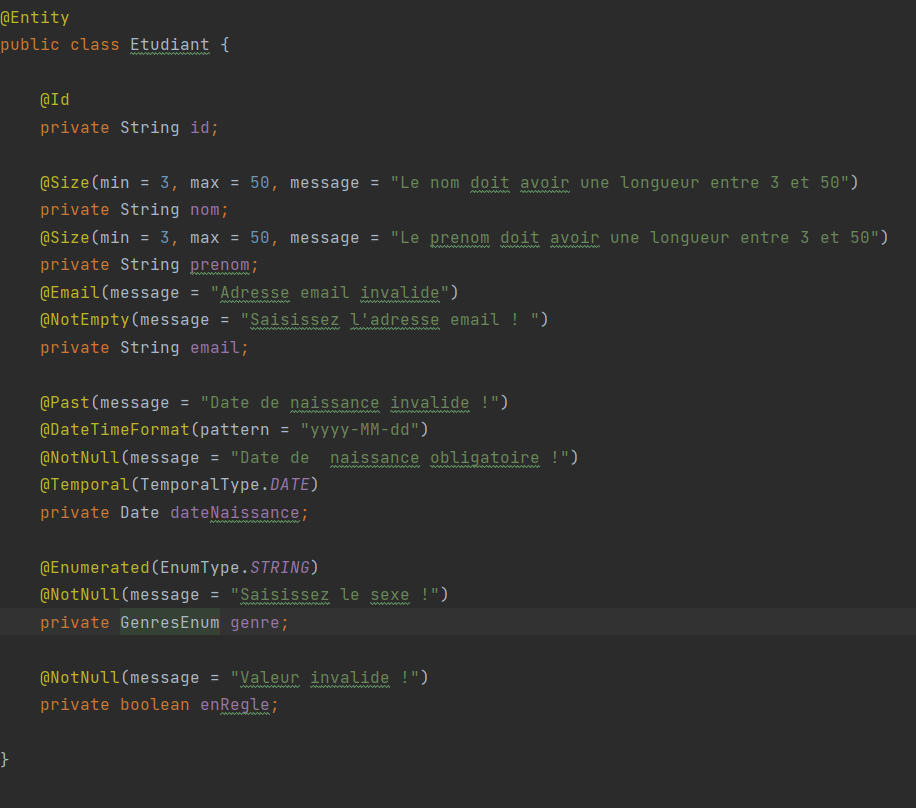 @Entity
public class Etudiant {
@Id
private String id;
@Size(min = 3, max = 50, message = "Le nom doit avoir une longueur entre 3 et 50")
private String nom;
@Size(min = 3, max = 50, message = "Le prenom doit avoir une longueur entre 3 et 50")
private String prenom;
@Email(message = "Adresse email invalide")
@NotEmpty(message = "Saisissez l'adresse email ! ")
private String email;
@Past(message = "Date de naissance invalide !")
@DateTimeFormat(pattern = "yyyy-MM-dd")
@NotNull(message = "Date de  naissance obligatoire !")
@Temporal(TemporalType.DATE)
private Date dateNaissance;
@Enumerated(EnumType.STRING)
@NotNull(message = "Saisissez le sexe !")
private GenresEnum genre;
@NotNull(message = "Valeur invalide !")
private boolean enRegle;
}